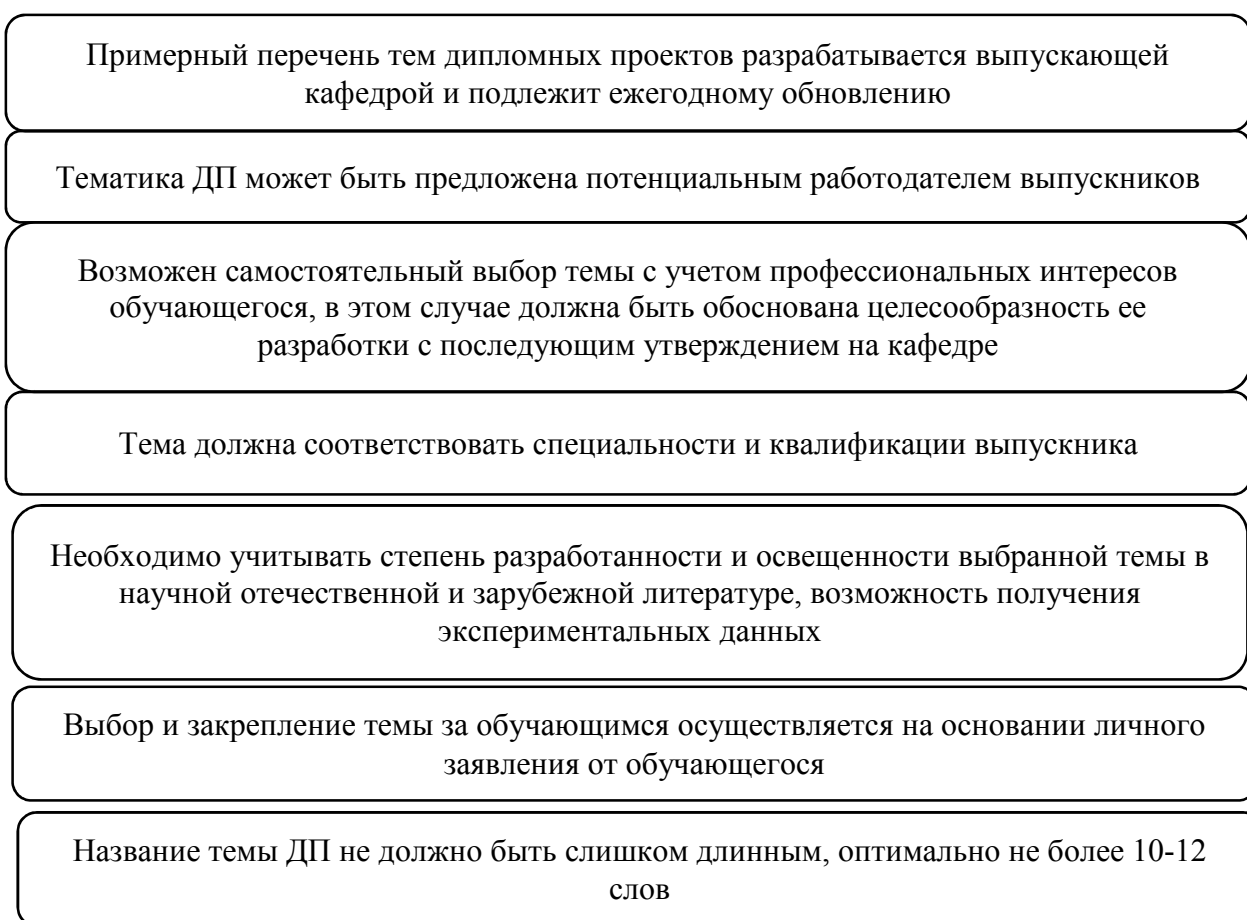 Примерный перечень тем дипломных проектов разрабатывается выпускающей
кафедрой и подлежит ежегодному обновлению
Тематика ДП может быть предложена потенциальным работодателем выпускников
Возможен самостоятельный выбор темы с учетом профессиональных интересов
обучающегося, в этом случае должна быть обоснована целесообразность ее
разработки с последующим утверждением на кафедре
Тема должна соответствовать специальности и квалификации выпускника
Необходимо учитывать степень разработанности и освещенности выбранной темы в
научной отечественной и зарубежной литературе, возможность получения
экспериментальных данных
Выбор и закрепление темы за обучающимся осуществляется на основании личного
заявления от обучающегося
Название темы ДП не должно быть слишком длинным, оптимально не более 10-12
слов